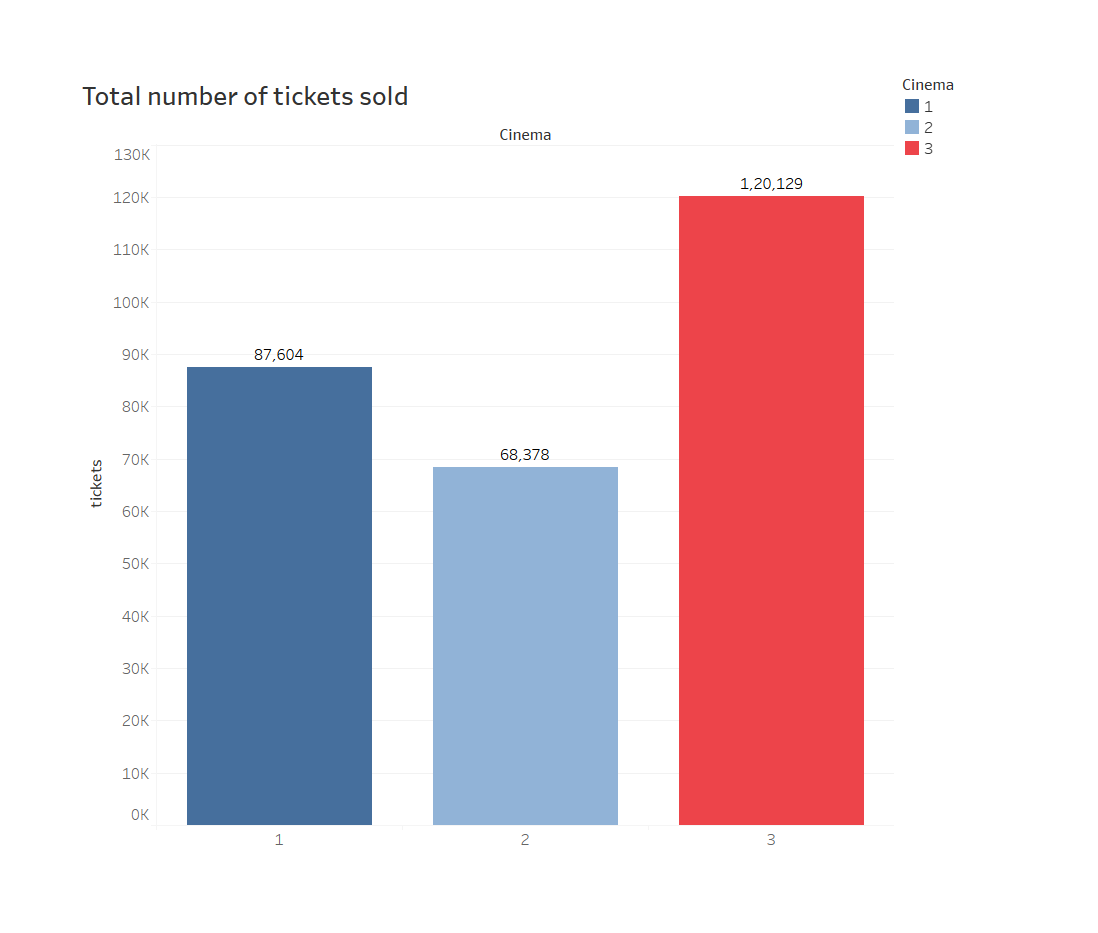 Total number of tickets sold
Cinema
1
2
3
Cinema
130K
120K
110K
100K
90K
80K
70K
60K
50K
40K
30K
20K
10K
0K
tickets
87,604
68,378
1,20,129
1
2
3